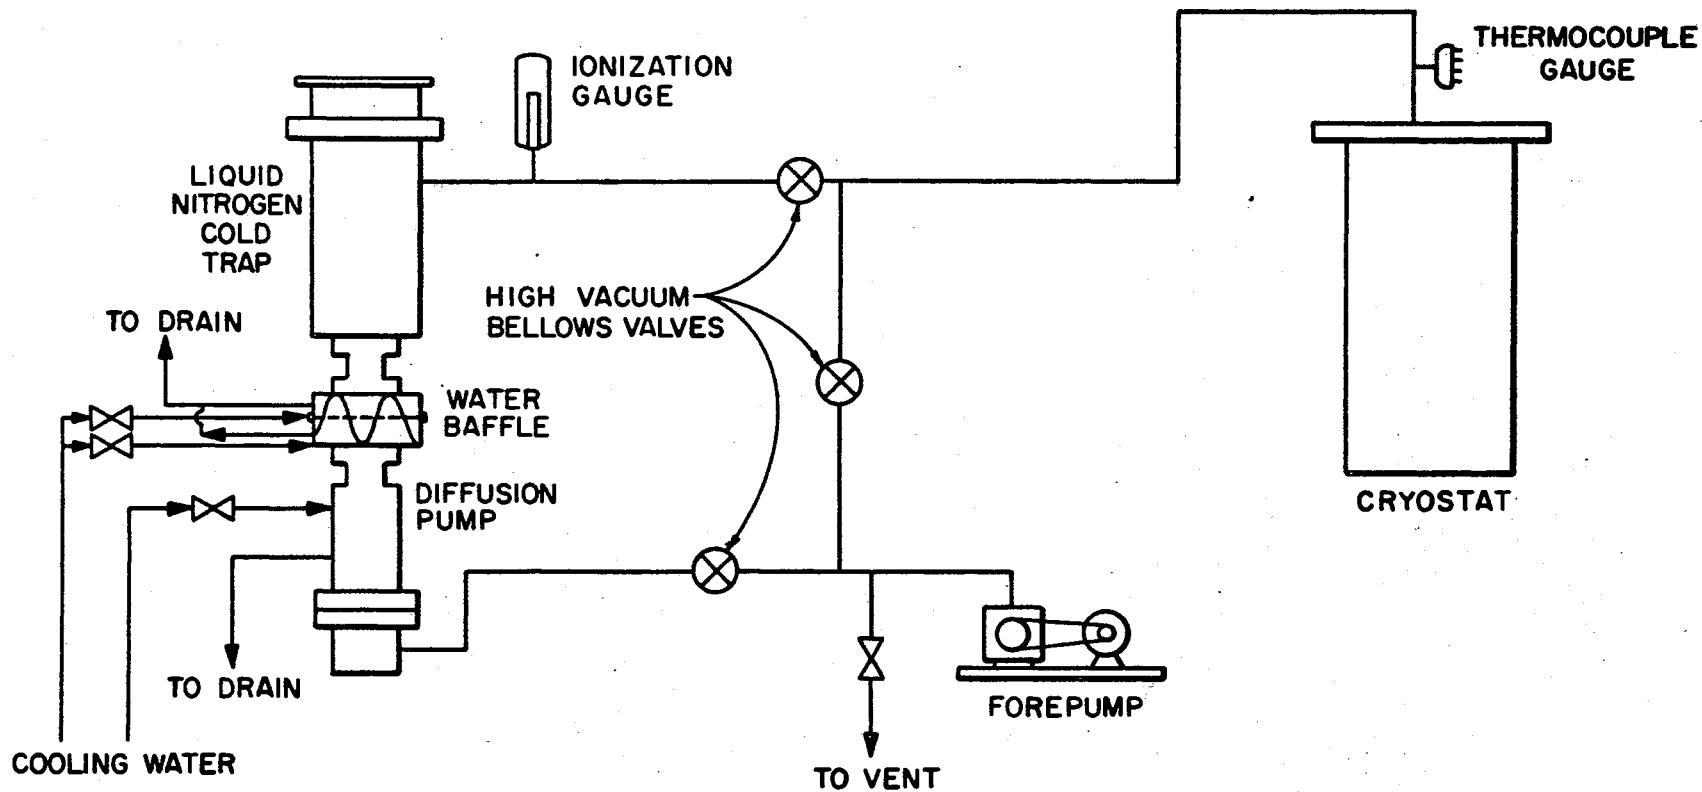 THERMOCOUPLE
GAUGE
IONIZATION
GAUGE
LIQUID
NITROGEN
COLD
TRAP
HIGH VACUUM
BELLOWS VALVES
TO DRAIN
WATER
BAFFLE
DIFFUSION
PUMP
CRYOSTAT
TO DRAIN
FOREPUMP
COOLING WATER
TO VENT